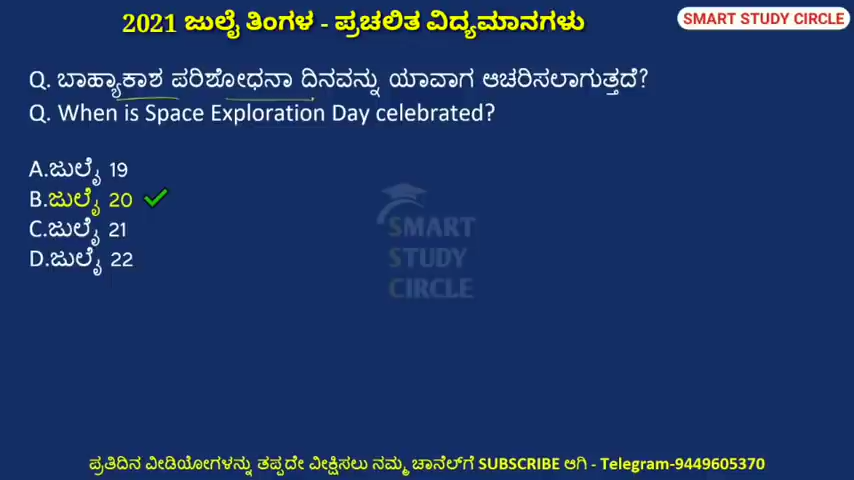 2021 ಜುಲೈ ತಿಂಗಳ - ಪ್ರಚಲಿತ ವಿದ್ಯಮಾನಗಳು
SMART STUDY CIRCLE
Q. ಬಾಹ್ಯಾಕಾಶ ಪರಿಶೋಧನಾ ದಿನವನ್ನು ಯಾವಾಗ ಆಚರಿಸಲಾಗುತ್ತದೆ?
Q. When is Space Exploration Day celebrated?
A.ಜುಲೈ 19
B.ಜುಲೈ 20
C.ಜುಲೈ 21
D.ಜುಲೈ 22
SMART
STUDY
CIRCLE
ಪ್ರತಿದಿನ ವೀಡಿಯೋಗಳನ್ನು ತಪ್ಪದೇ ವೀಕ್ಷಿಸಲು ನಮ್ಮ ಚಾನೆಲ್‌ಗೆ SUBSCRIBE ಆಗಿ - Telegram-9449605370